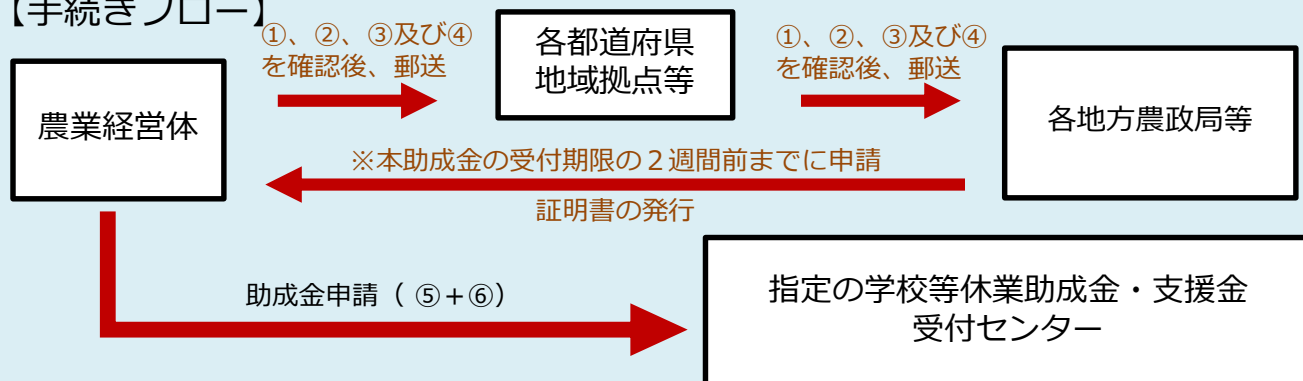 【手続きフロー】
①、②、③及び④
を確認後、郵送
各都道府県
地域拠点等
①、②、③及び④
を確認後、郵送
農業経営体
各地方農政局等
※本助成金の受付期限の２週間前までに申請
証明書の発行
助成金申請（ ⑤＋⑥）
指定の学校等休業助成金・支援金
受付センター